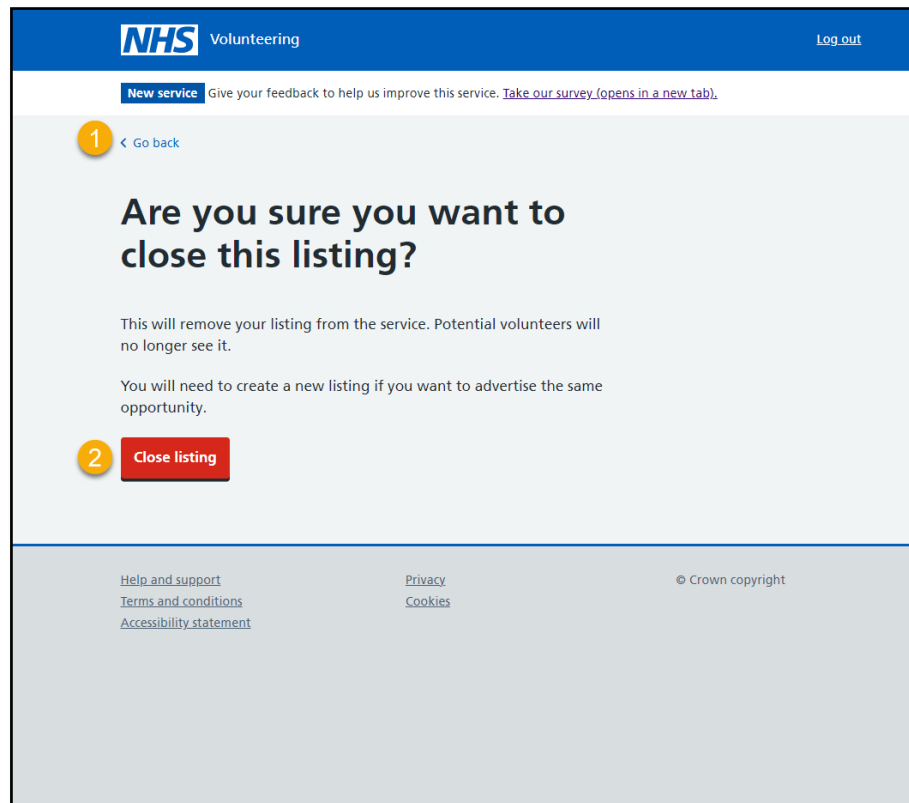 NHS Volunteering Log out
New service Give your feedback to help us improve this service. Take our survey (opens in a new tab).
1 Go back
Are you sure you want to
close this listing?
This will remove your listing from the service. Potential volunteers will
no longer see it.
You will need to create a new listing if you want to advertise the same
opportunity.
2 Close listing
Help and support Privacy © Crown copyright
Terms and conditions Cookies
Accessibility statement